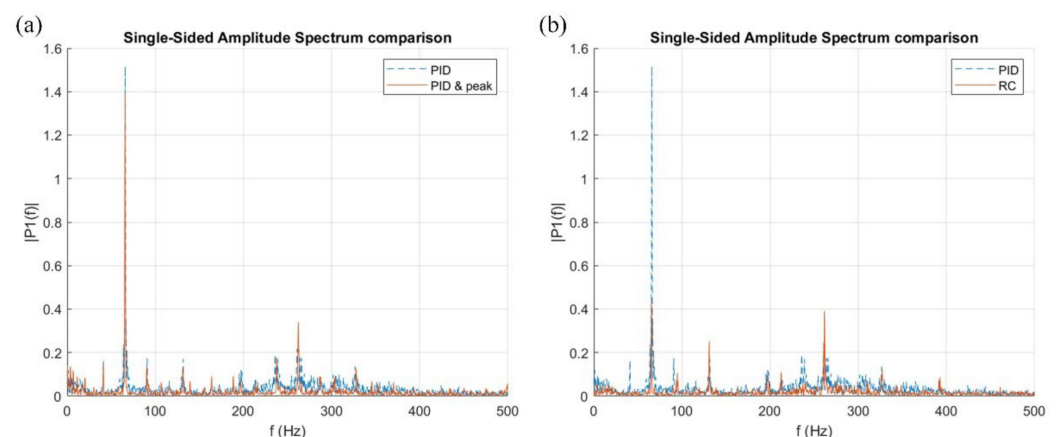 (a)
Single-Sided Amplitude Spectrum comparison
PID
PID & peak
|P1(f)|
1.6
1.4
1.2
1
0.8
0.6
0.4
0.2
0
0 100 200 300 400 500
f (Hz)
(b)
Single-Sided Amplitude Spectrum comparison
PID
RC
|P1(f)|
1.6
1.4
1.2
1
0.8
0.6
0.4
0.2
0
0 100 200 300 400 500
f (Hz)